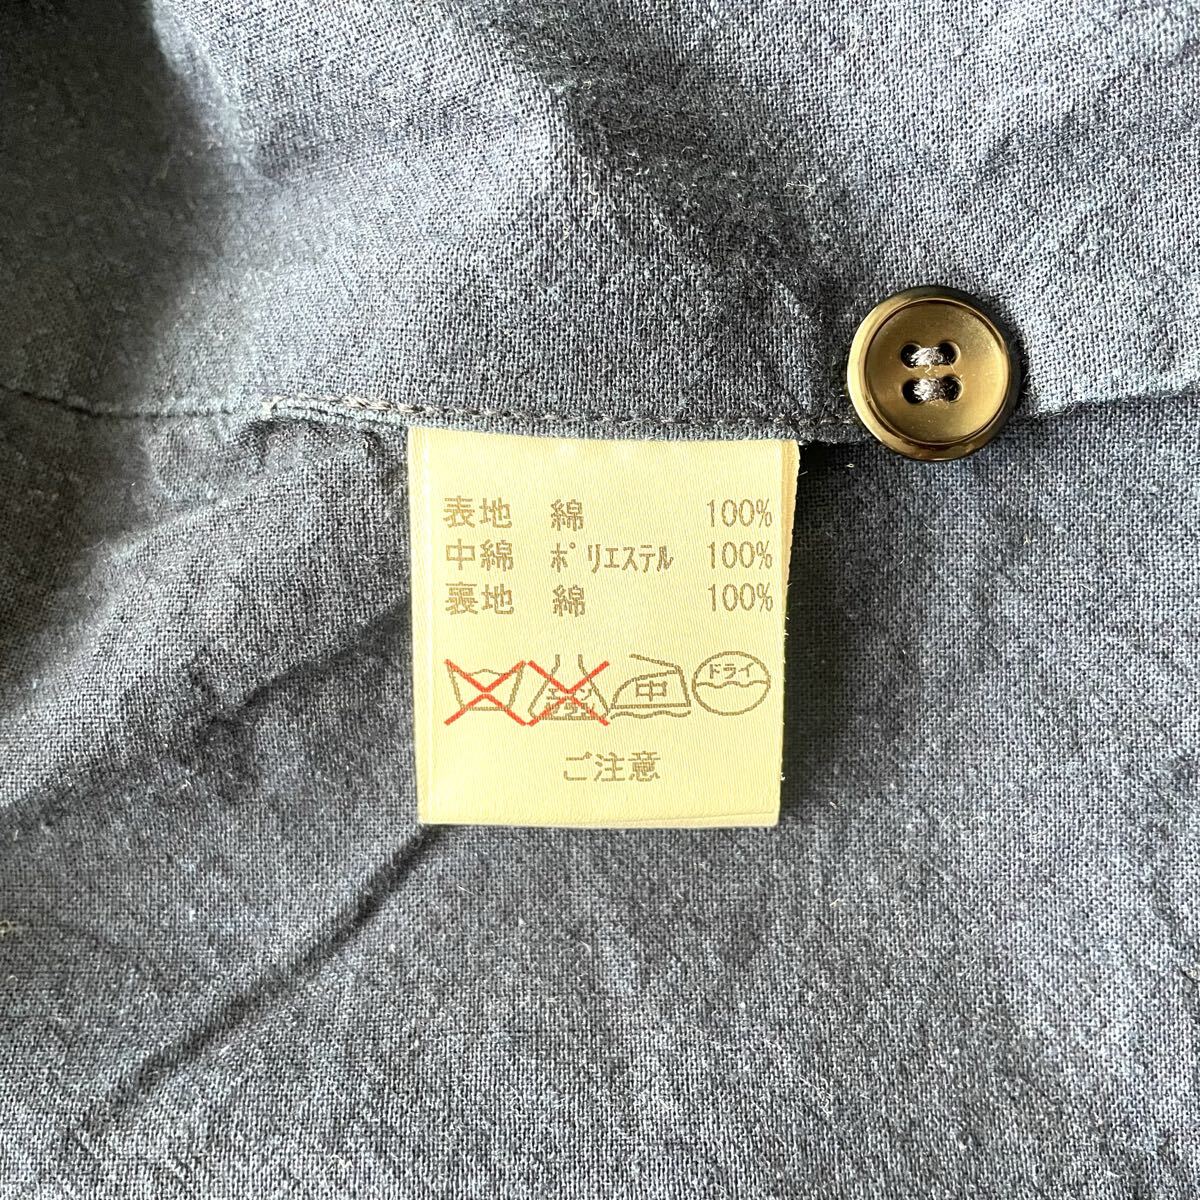 表地 綿 100%
中綿 ポリエステル 100%
裏地 綿 100%
中 ドライ
ご注意